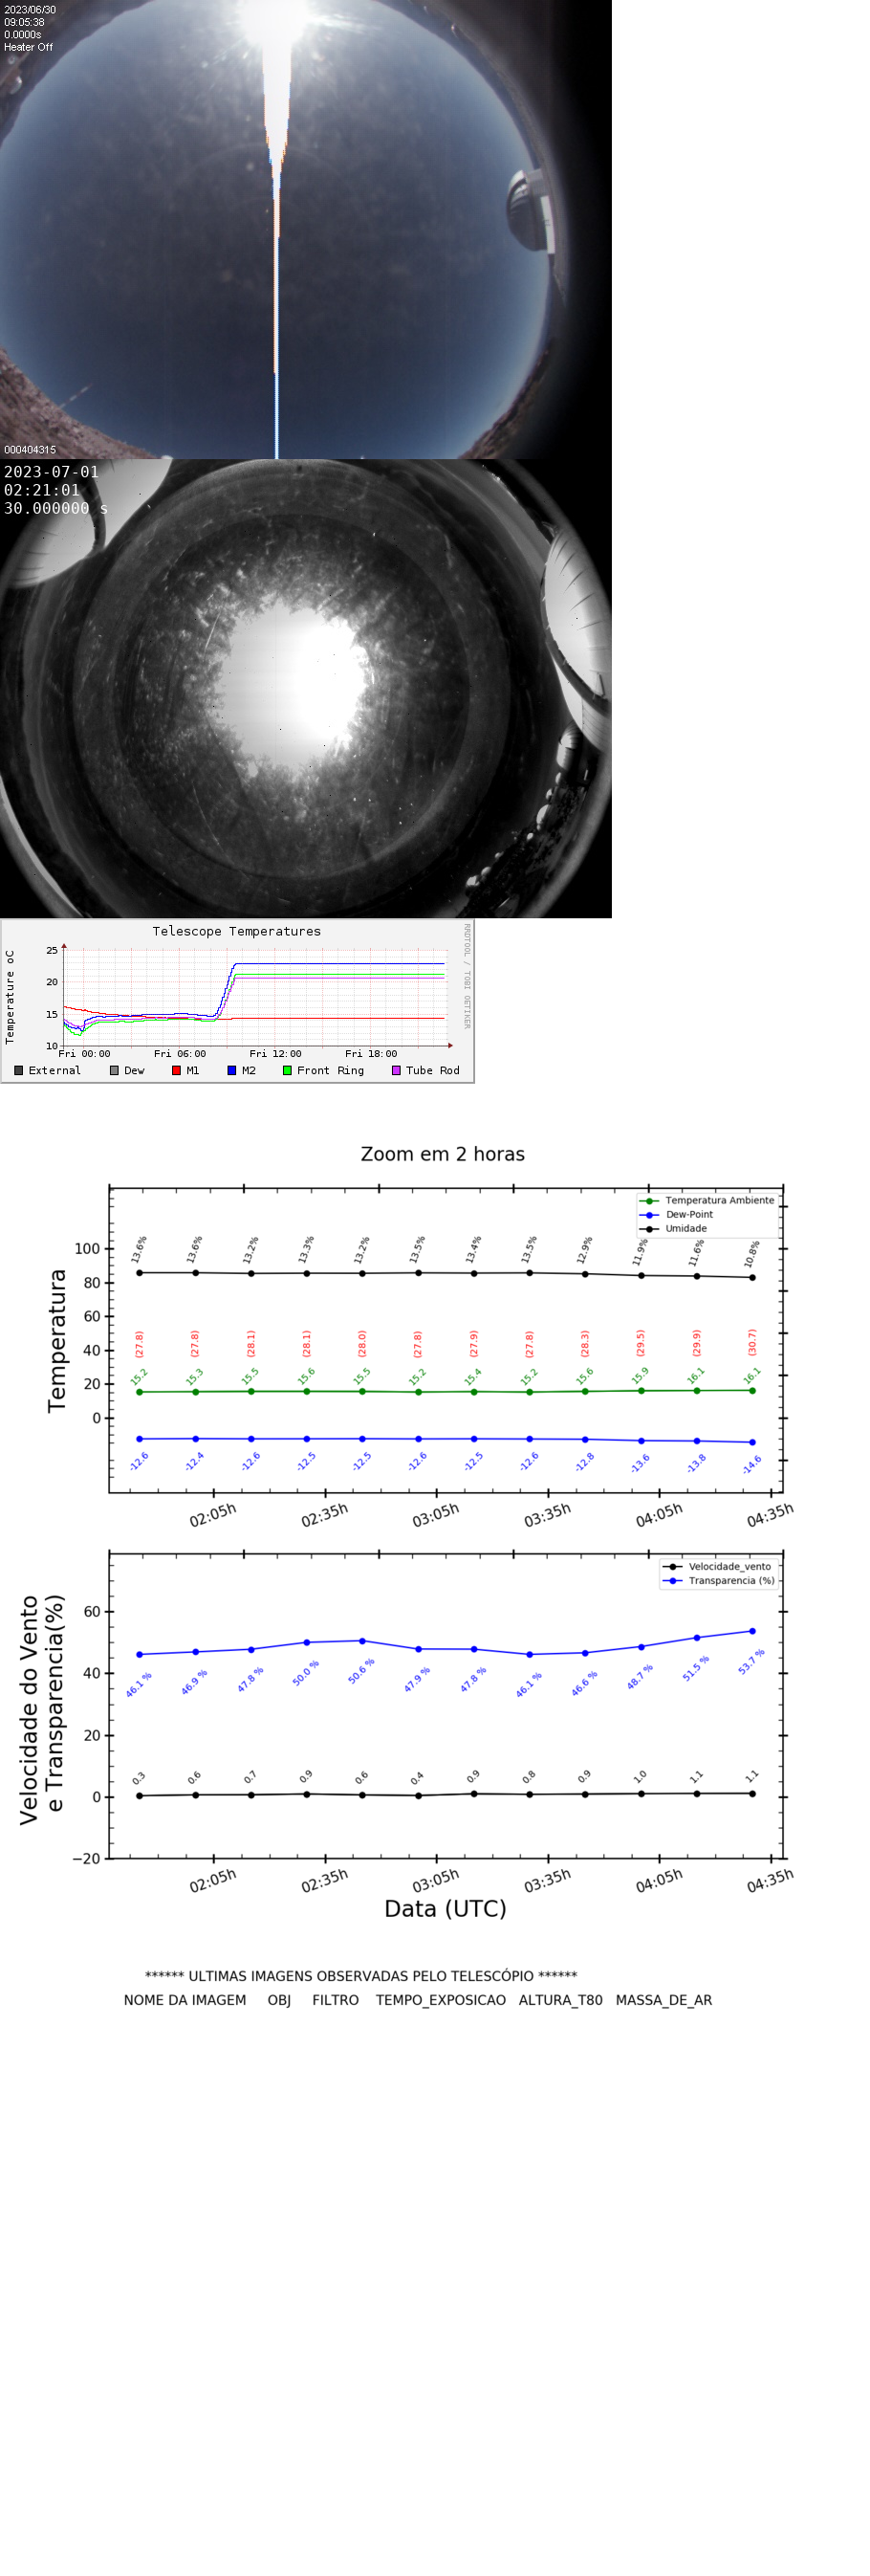 2023/06/30
09:05:38
0.0000s
Heater Off
000404315
2023-07-01
02:21:01
30.000000 s
Telescope Temperatures
RRDTOOL / TOBI OETIKER
Temperature oC
25
20
15
10
Fri 00:00 Fri 06:00 Fri 12:00 Fri 18:00
External Dew M1 M2 Front Ring Tube Rod
Zoom em 2 horas
Temperatura Ambiente
Dew-Point
Umidade
Temperatura
100
80
60
40
20
0
13.6% 13.6% 13.2% 13.3% 13.2% 13.5% 13.4% 13.5% 12.9% 11.9% 11.6% 10.8%
(27.8) (27.8) (28.1) (28.1) (28.0) (27.8) (27.9) (27.8) (28.3) (29.5) (29.9) (30.7)
15.2 15.3 15.5 15.6 15.5 15.2 15.4 15.2 15.6 15.9 16.1 16.1
-12.6 -12.4 -12.6 -12.5 -12.5 -12.6 -12.5 -12.6 -12.8 -13.6 -13.8 -14.6
02:05h 02:35h 03:05h 03:35h 04:05h 04:35h
Velocidade_vento
Transparencia (%)
Velocidade do Vento
e Transparencia(%)
60
40
20
0
−20
46.1 % 46.9 % 47.8 % 50.0 % 50.6 % 47.9 % 47.8 % 46.1 % 46.6 % 48.7 % 51.5 % 53.7 %
0.3 0.6 0.7 0.9 0.6 0.4 0.9 0.8 0.9 1.0 1.1 1.1
02:05h 02:35h 03:05h 03:35h 04:05h 04:35h
Data (UTC)
****** ULTIMAS IMAGENS OBSERVADAS PELO TELESCÓPIO ******
NOME DA IMAGEM OBJ FILTRO TEMPO_EXPOSICAO ALTURA_T80 MASSA_DE_AR